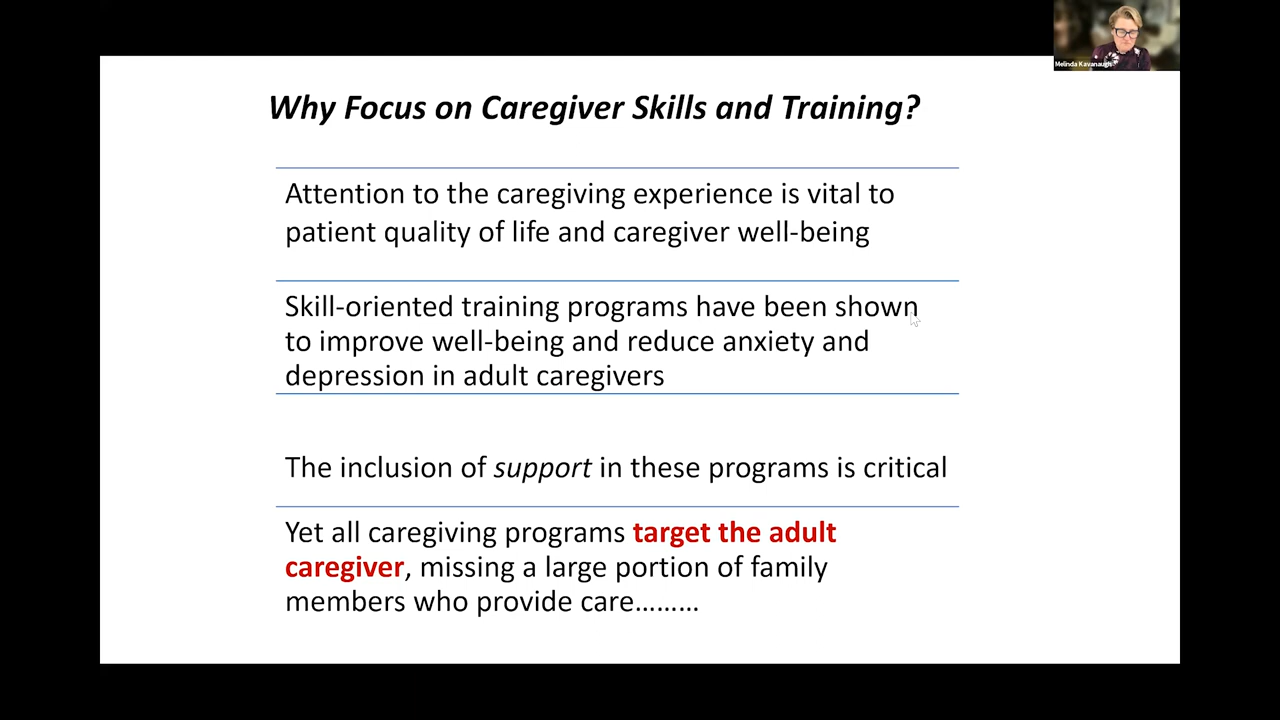 Melinda Kavanaugh
Why Focus on Caregiver Skills and Training?
Attention to the caregiving experience is vital to
patient quality of life and caregiver well-being
Skill-oriented training programs have been shown
to improve well-being and reduce anxiety and
depression in adult caregivers
The inclusion of support in these programs is critical
Yet all caregiving programs target the adult
caregiver, missing a large portion of family
members who provide care.........